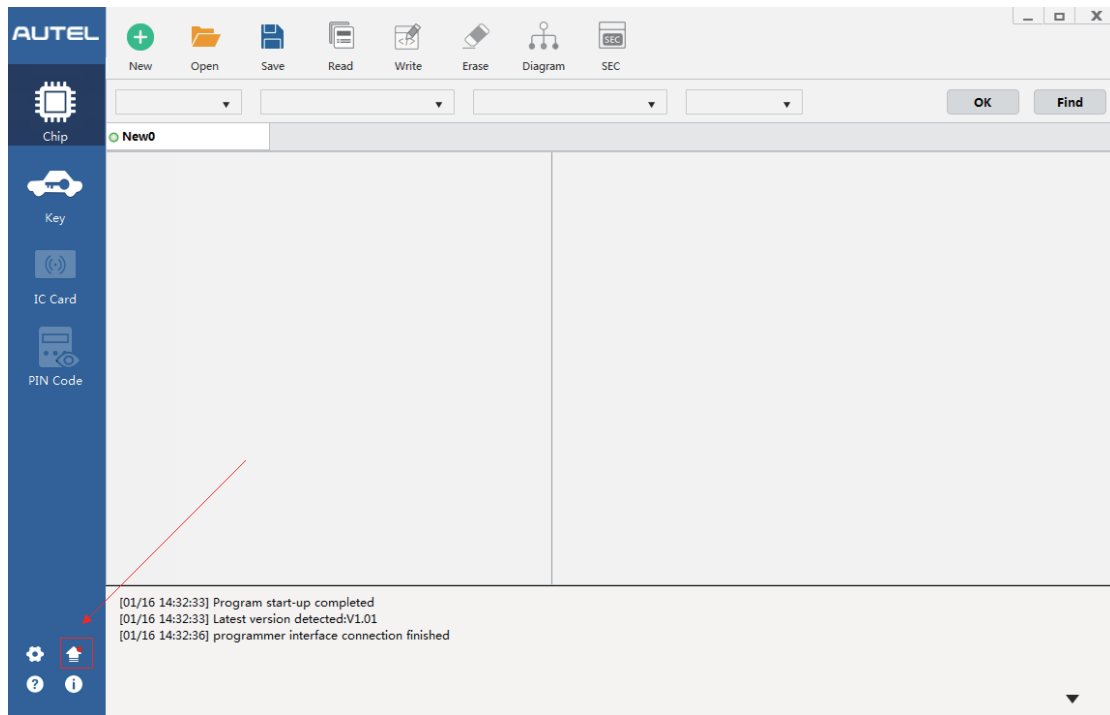 AUTEL
New Open Save Read Write Erase Diagram SEC
SEC
OK Find
Chip
New0
Key
IC Card
PIN Code
[01/16 14:32:33] Program start-up completed
[01/16 14:32:33] Latest version detected:V1.01
[01/16 14:32:36] programmer interface connection finished